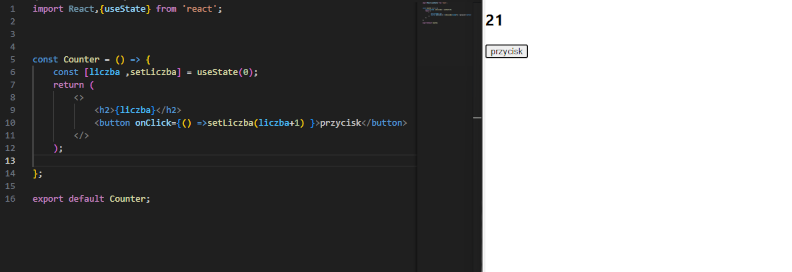 1 import React,{useState} from 'react';
2
3
4
5 const Counter = () => {
6 const [liczba ,setLiczba] = useState(0);
7 return (
8 <>
9 <h2>{liczba}</h2>
10 <button onClick={() =>setLiczba(liczba+1) }>przycisk</button>
11 </>
12 );
13
14 };
15
16 export default Counter;
21
przycisk